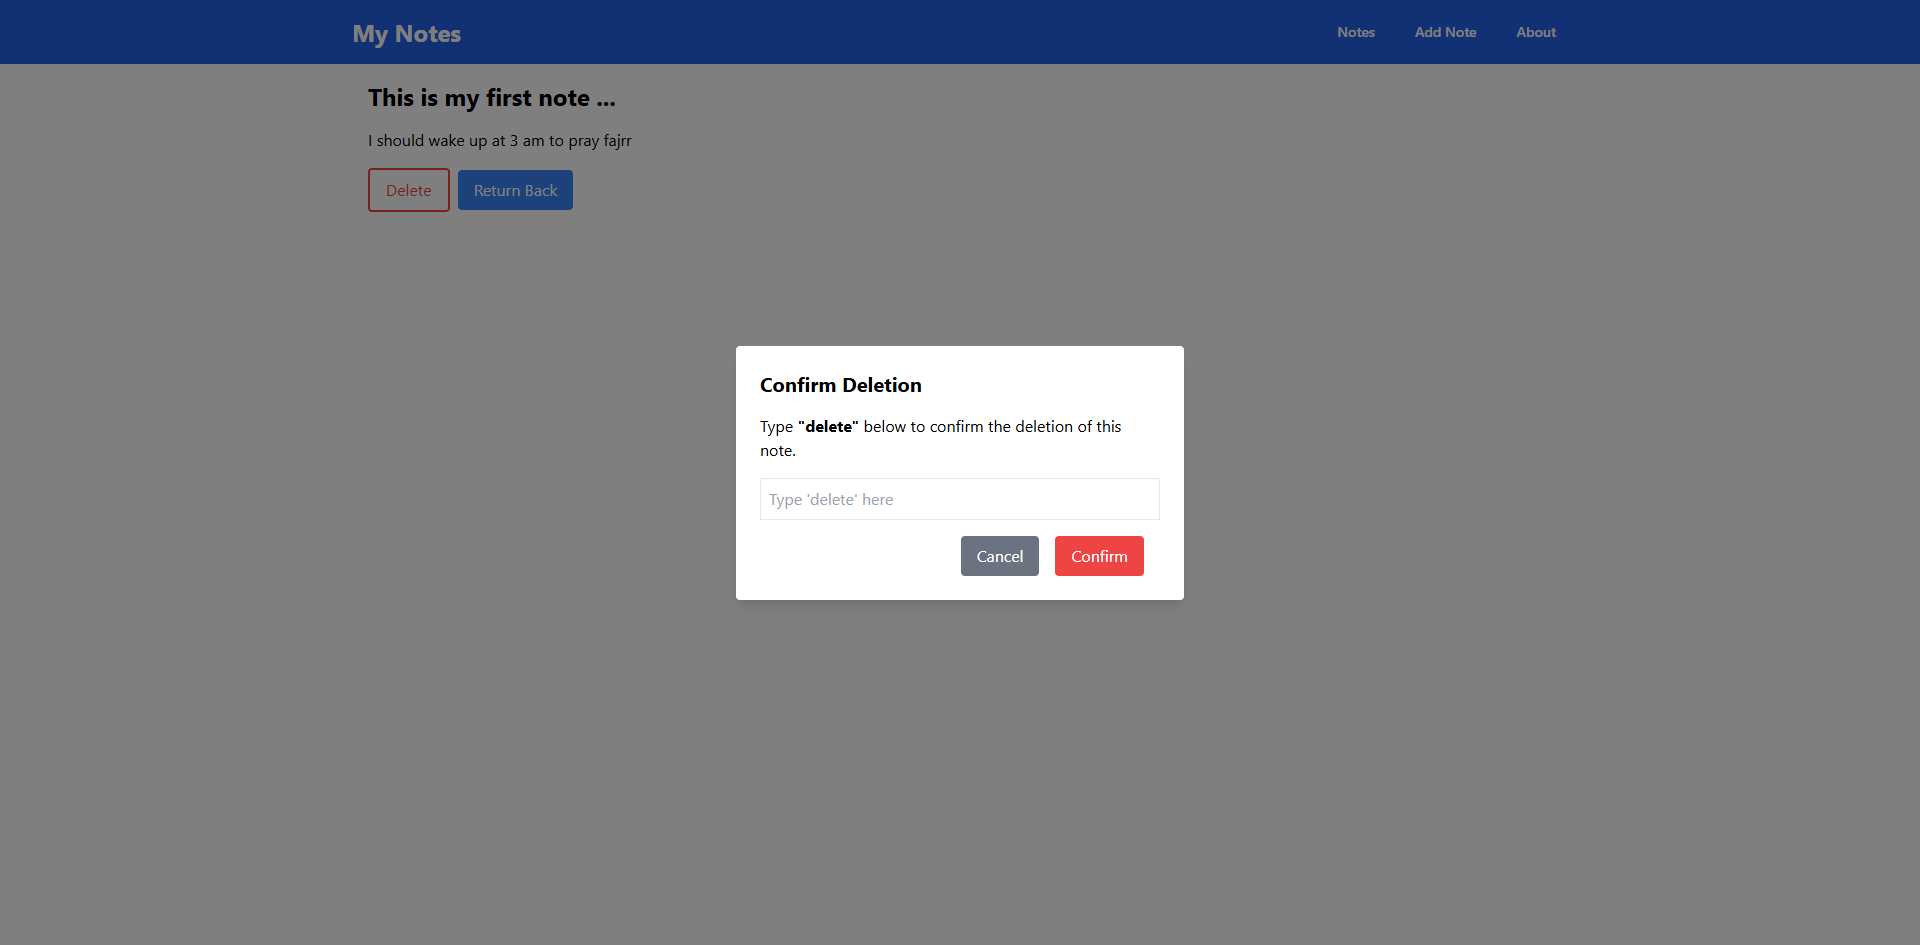 My Notes
Notes
Add Note
About
This is my first note ...
I should wake up at 3 am to pray fajrr
Delete
Return Back
Confirm Deletion
Type "delete" below to confirm the deletion of this
note.
Type 'delete' here
Cancel
Confirm